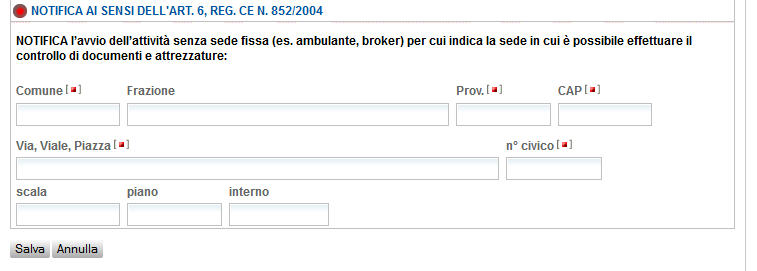 NOTIFICA AI SENSI DELL'ART. 6, REG. CE N. 852/2004
NOTIFICA l'avvio dell'attività senza sede fissa (es. ambulante, broker) per cui indica la sede in cui è possibile effettuare il
controllo di documenti e attrezzature:
Comune [ ] Frazione Prov. [ ] CAP [ ]
Via, Viale, Piazza [ ] n° civico [ ]
scala piano interno
Salva Annulla